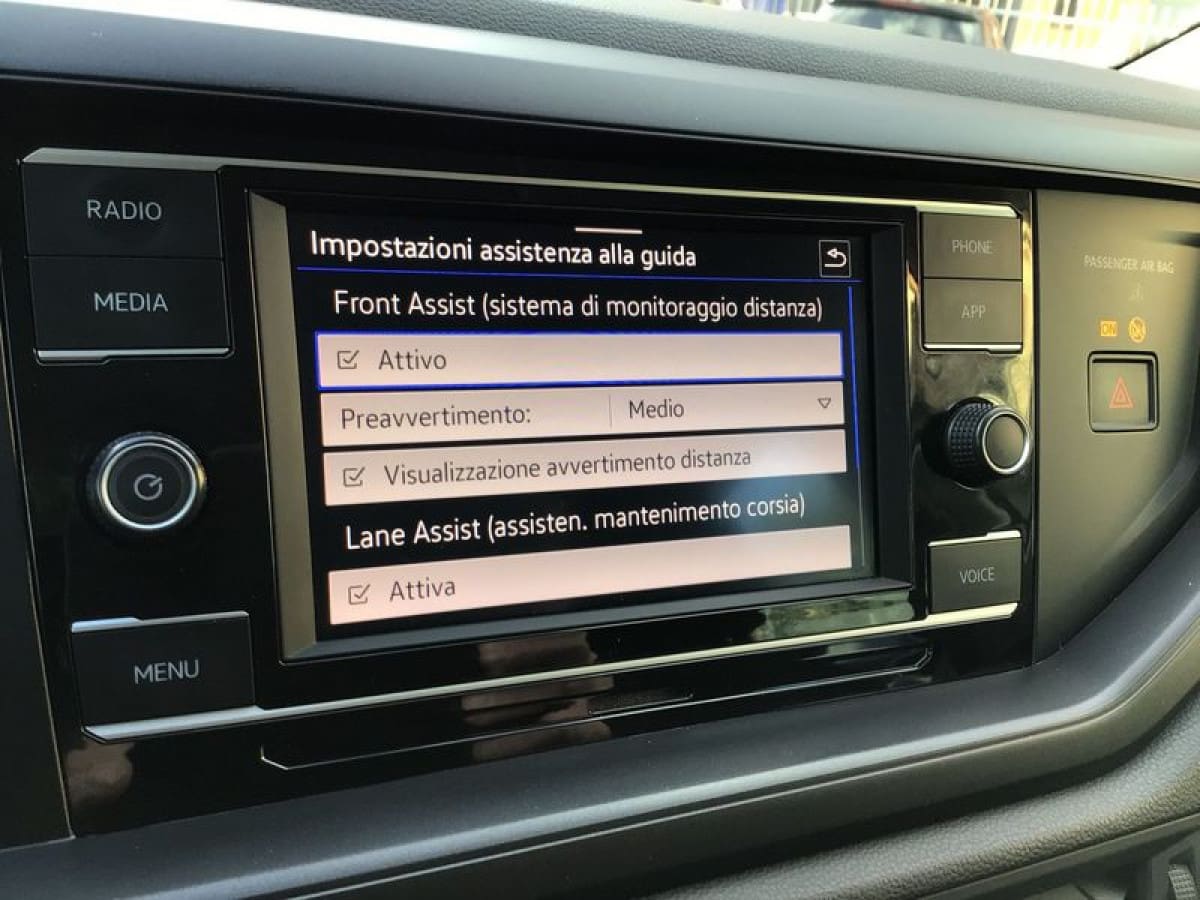 RADIO
MEDIA
MENU
Impostazioni assistenza alla guida
Front Assist (sistema di monitoraggio distanza)
Attivo
Preavvertimento: Medio
Visualizzazione avvertimento distanza
Lane Assist (assisten. mantenimento corsia)
Attiva
PHONE
APP
VOICE
PASSENGER AIR BAG
ON